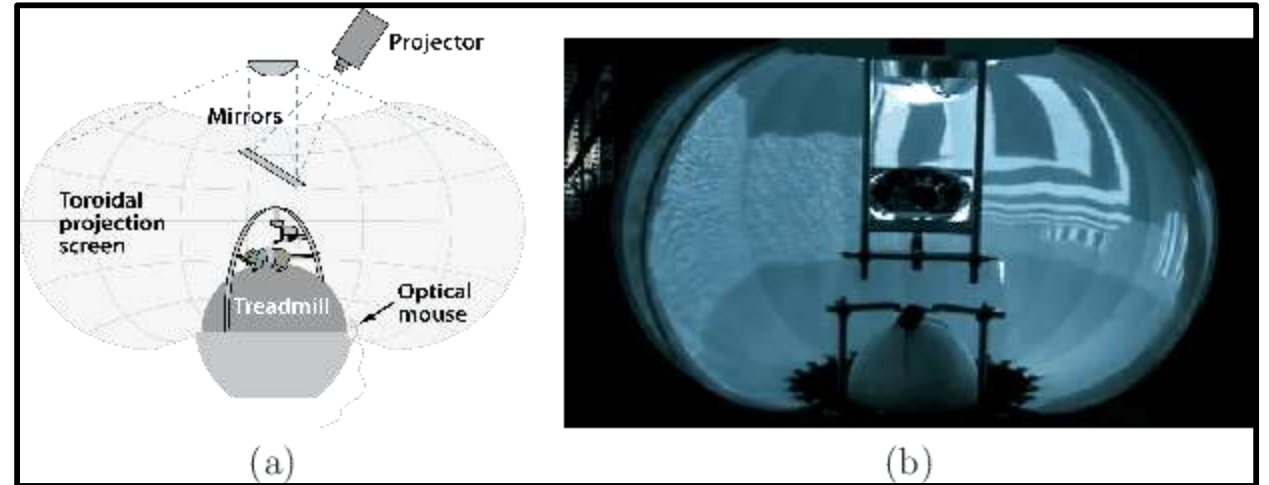 Projector
Mirrors
Toroidal
projection
screen
Treadmill
Optical
mouse
(a)
(b)